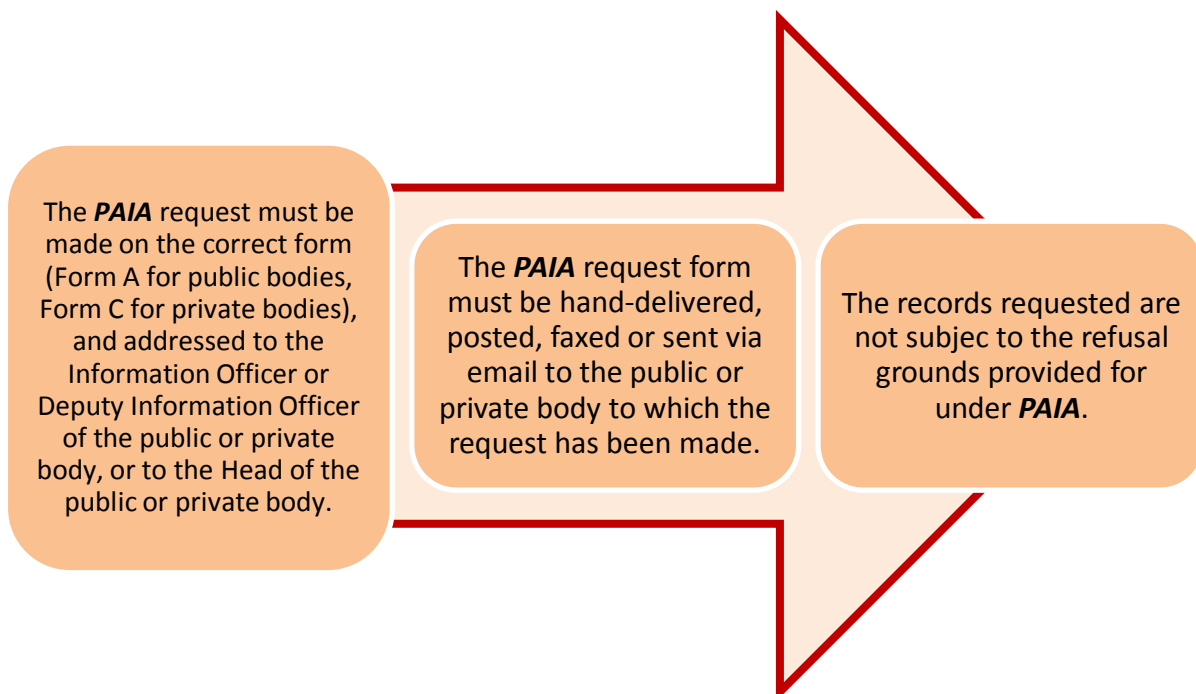 The PAIA request must be
made on the correct form
(Form A for public bodies,
Form C for private bodies),
and addressed to the
Information Officer or
Deputy Information Officer
of the public or private
body, or to the Head of the
public or private body.
The PAIA request form
must be hand-delivered,
posted, faxed or sent via
email to the public or
private body to which the
request has been made.
The records requested are
not subjec to the refusal
grounds provided for
under PAIA.